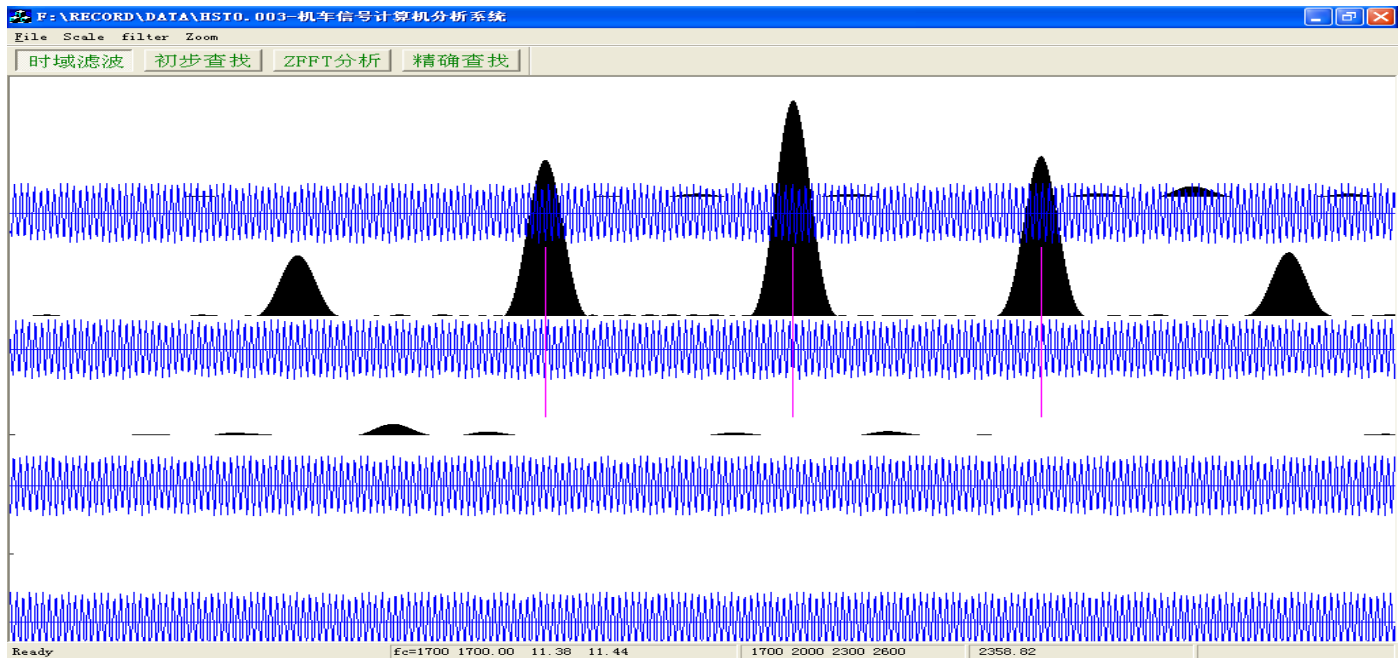 F:\RECORD\DATA\HST0.003-机车信号计算机分析系统
File Scale filter Zoom
时域滤波 初步查找 ZFFT分析 精确查找
Ready fc=1700 1700.00 11.38 11.44 1700 2000 2300 2600 2358.82